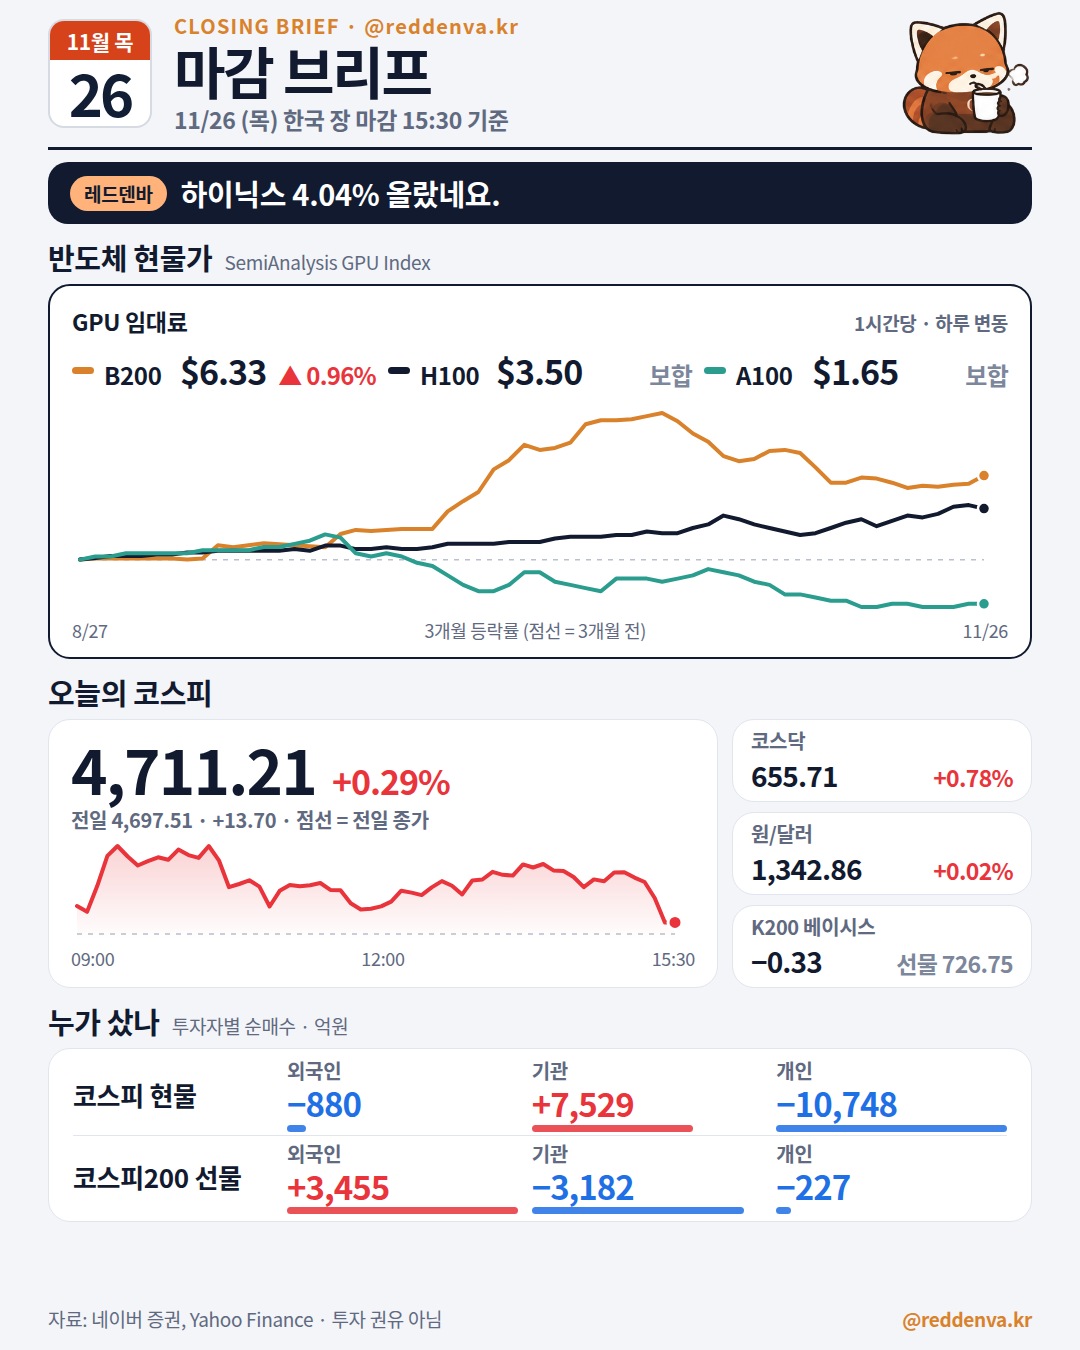 11월 목
26
CLOSING BRIEF · @reddenva.kr
마감 브리프
11/26 (목) 한국 장 마감 15:30 기준
레드덴바 하이닉스 4.04% 올랐네요.
반도체 현물가 SemiAnalysis GPU Index
GPU 임대료 1시간당 · 하루 변동
B200 $6.33 ▲ 0.96% H100 $3.50 보합 A100 $1.65 보합
8/27 3개월 등락률 (점선 = 3개월 전) 11/26
오늘의 코스피
4,711.21 +0.29%
전일 4,697.51 · +13.70 · 점선 = 전일 종가
09:00 12:00 15:30
코스닥
655.71 +0.78%
원/달러
1,342.86 +0.02%
K200 베이시스
−0.33 선물 726.75
누가 샀나 투자자별 순매수 · 억원
외국인 기관 개인
코스피 현물 −880 +7,529 −10,748
외국인 기관 개인
코스피200 선물 +3,455 −3,182 −227
자료: 네이버 증권, Yahoo Finance · 투자 권유 아님 @reddenva.kr